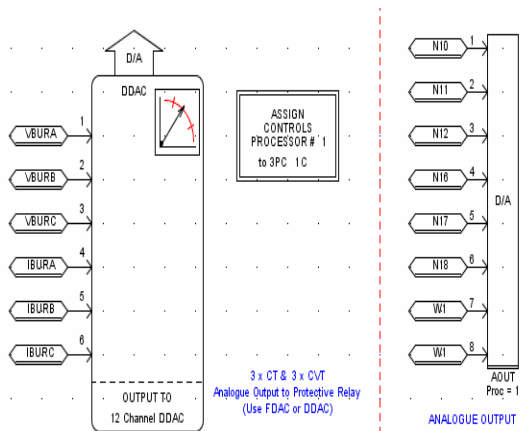 D/A
DDAC
1
VBURA
2
VBURB
3
VBURC
4
IBURA
5
IBURB
6
IBURC
OUTPUT TO
12 Channel DDAC
ASSIGN
CONTROLS
PROCESSOR # 1
to 3PC 1C
3 x CT & 3 x CVT
Analogue Output to Protective Relay
(Use FDAC or DDAC)
N10 1
N11 2
N12 3
N16 4
N17 5
N18 6
W1 7
W1 8
D/A
AOUT
Proc = 1
ANALOGUE OUTPUT